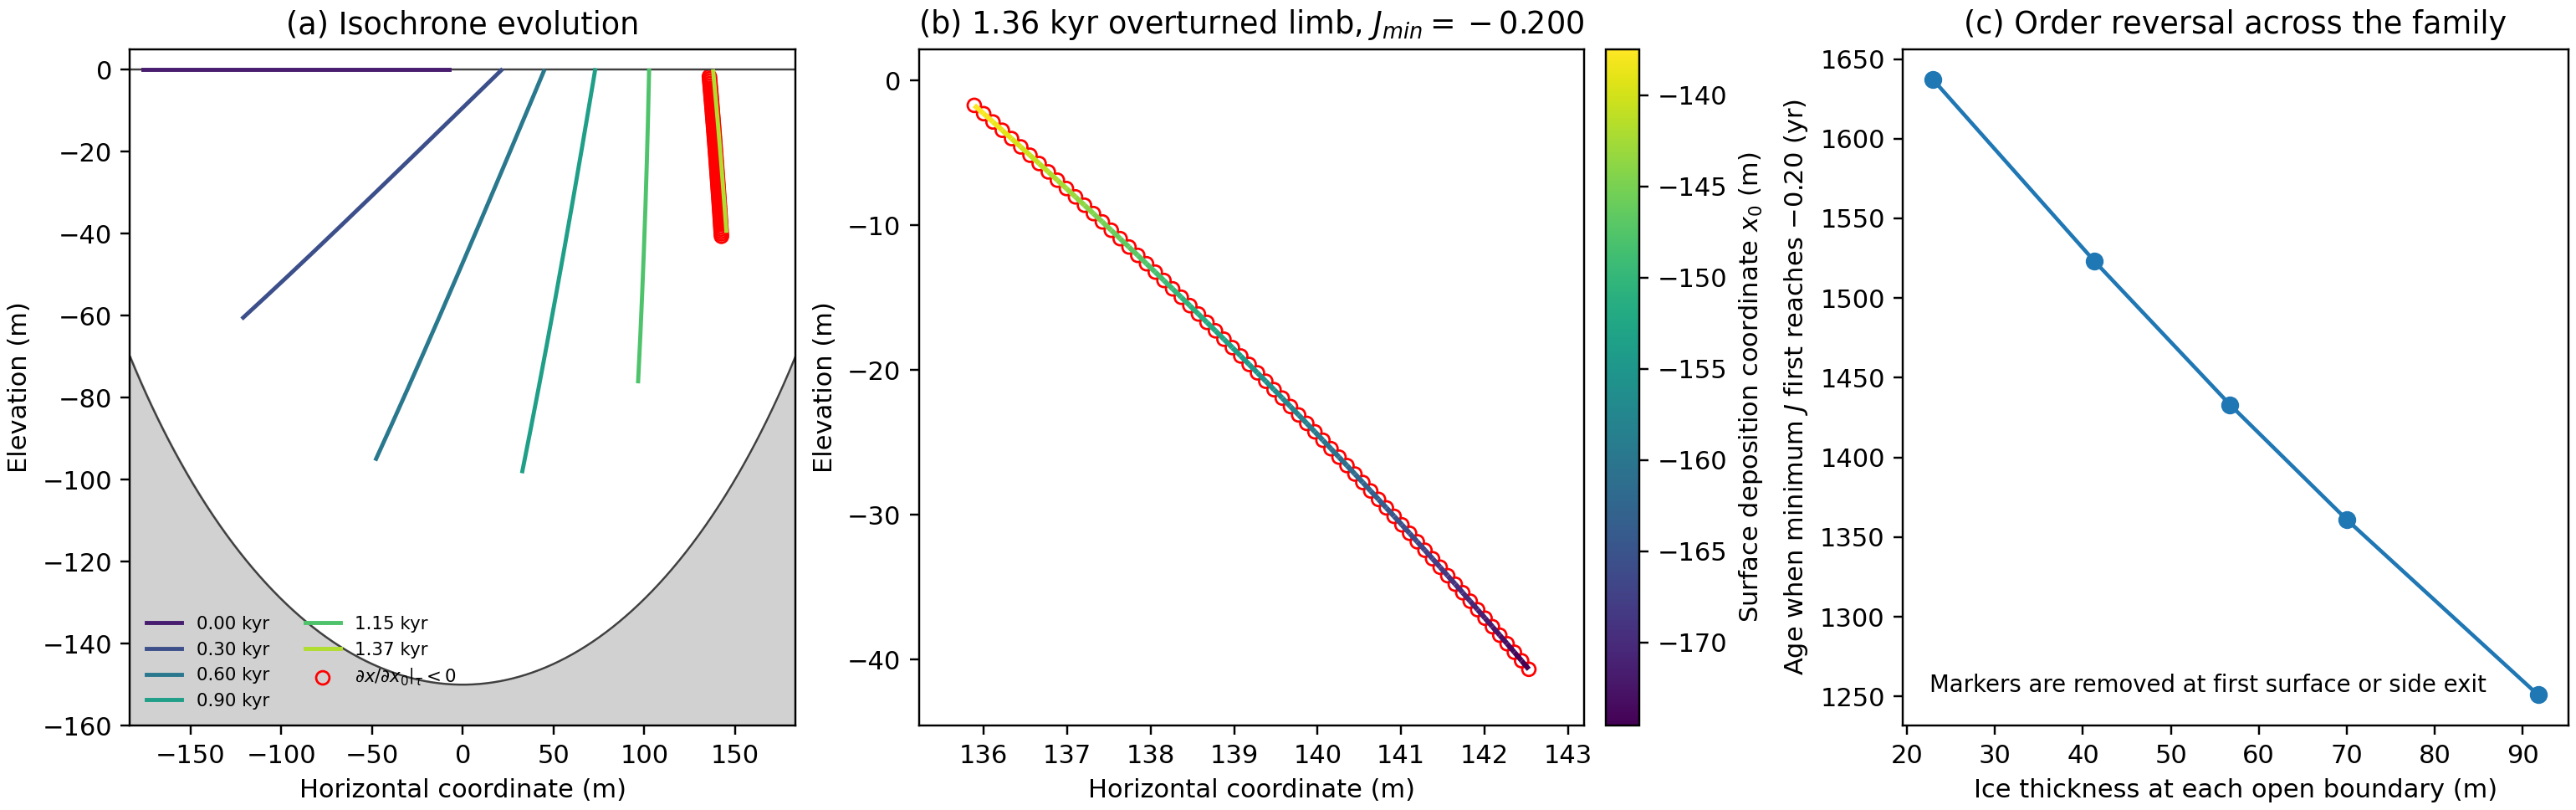 (a) Isochrone evolution
0
−20
−40
−60
−80
−100
−120
−140
−160
Elevation (m)
0.00 kyr
0.30 kyr
0.60 kyr
0.90 kyr
1.15 kyr
1.37 kyr
∂x/∂x₀|τ < 0
−150
−100
−50
0
50
100
150
Horizontal coordinate (m)
(b) 1.36 kyr overturned limb, J_min = −0.200
0
−10
−20
−30
−40
Elevation (m)
136
137
138
139
140
141
142
143
Horizontal coordinate (m)
−140
−145
−150
−155
−160
−165
−170
Surface deposition coordinate x₀ (m)
(c) Order reversal across the family
1650
1600
1550
1500
1450
1400
1350
1300
1250
Age when minimum J first reaches −0.20 (yr)
Markers are removed at first surface or side exit
20
30
40
50
60
70
80
90
Ice thickness at each open boundary (m)